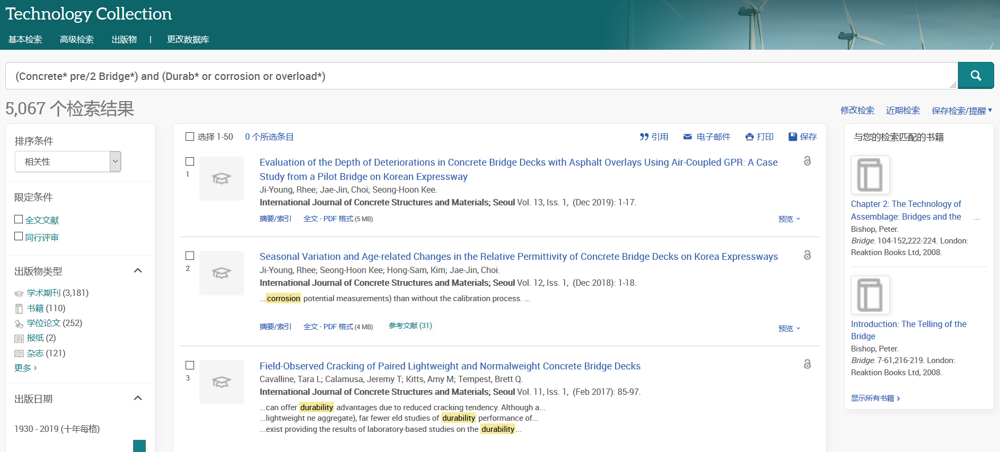 Technology Collection
基本检索 高级检索 出版物 | 更改数据库
(Concrete* pre/2 Bridge*) and (Durab* or corrosion or overload*)
5,067 个检索结果
修改检索 近期检索 保存检索/提醒
排序条件
相关性
限定条件
全文文献
同行评审
出版物类型
学术期刊 (3,181)
书籍 (110)
学位论文 (252)
报纸 (2)
杂志 (121)
更多 ›
出版日期
1930 - 2019 (十年每格)
选择 1-50 0 个所选条目
引用 电子邮件 打印 保存
1
Evaluation of the Depth of Deteriorations in Concrete Bridge Decks with Asphalt Overlays Using Air-Coupled GPR: A Case
Study from a Pilot Bridge on Korean Expressway
Ji-Young, Rhee; Jae-Jin, Choi; Seong-Hoon Kee.
International Journal of Concrete Structures and Materials; Seoul Vol. 13, Iss. 1, (Dec 2019): 1-17.
摘要/索引 全文 - PDF 格式 (5 MB) 预览
2
Seasonal Variation and Age-related Changes in the Relative Permittivity of Concrete Bridge Decks on Korea Expressways
Ji-Young, Rhee; Seong-Hoon Kee; Hong-Sam, Kim; Jae-Jin, Choi.
International Journal of Concrete Structures and Materials; Seoul Vol. 12, Iss. 1, (Dec 2018): 1-18.
...corrosion potential measurements) than without the calibration process. ...
摘要/索引 全文 - PDF 格式 (4 MB) 参考文献 (31) 预览
3
Field-Observed Cracking of Paired Lightweight and Normalweight Concrete Bridge Decks
Cavalline, Tara L; Calamusa, Jeremy T; Kitts, Amy M; Tempest, Brett Q.
International Journal of Concrete Structures and Materials; Seoul Vol. 11, Iss. 1, (Feb 2017): 85-97.
...can offer durability advantages due to reduced cracking tendency. Although a...
...lightweight ne aggregate), far fewer eld studies of durability performance of...
...exist providing the results of laboratory-based studies on the durability...
与您的检索匹配的书籍
Chapter 2: The Technology of
Assemblage: Bridges and the ...
Bishop, Peter.
Bridge. 104-152,222-224. London:
Reaktion Books Ltd, 2008.
Introduction: The Telling of the
Bridge
Bishop, Peter.
Bridge. 7-61,216-219. London:
Reaktion Books Ltd, 2008.
显示所有书籍 ›